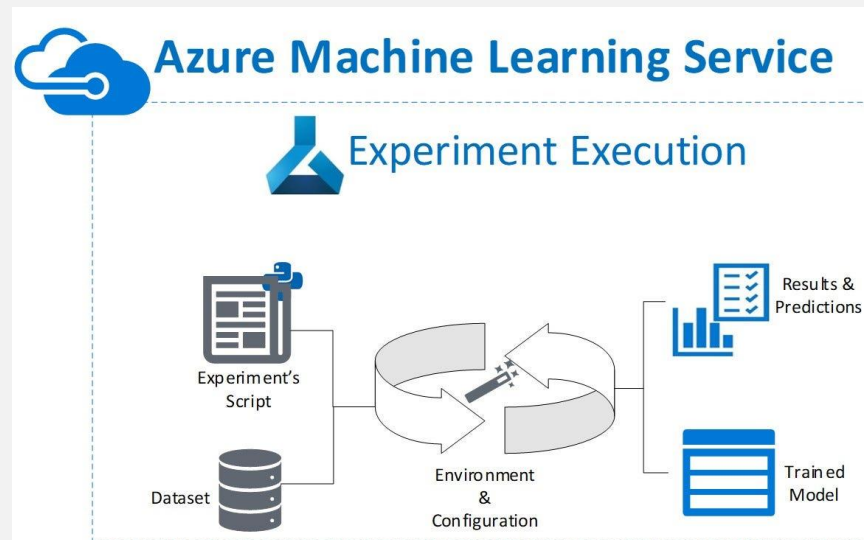 Azure Machine Learning Service
Experiment Execution
Experiment's
Script
Dataset
Environment
&
Configuration
Results &
Predictions
Trained
Model